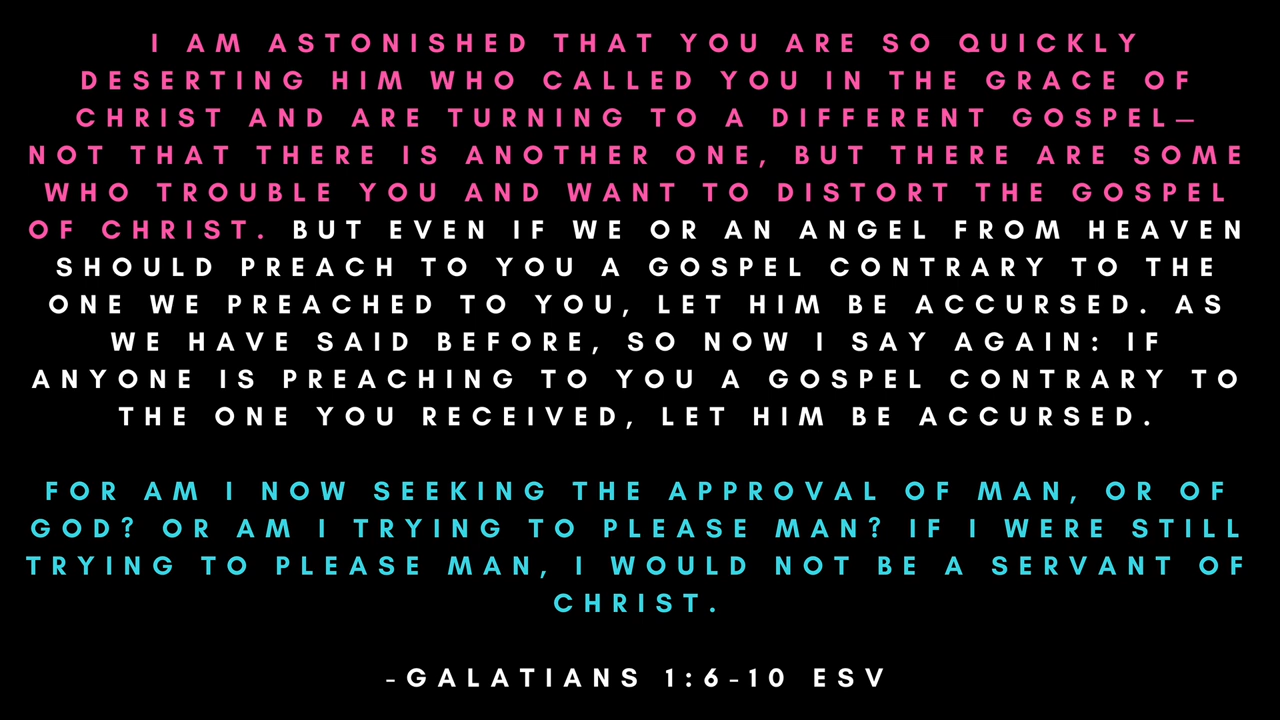 I AM ASTONISHED THAT YOU ARE SO QUICKLY
DESERTING HIM WHO CALLED YOU IN THE GRACE OF
CHRIST AND ARE TURNING TO A DIFFERENT GOSPEL—
NOT THAT THERE IS ANOTHER ONE, BUT THERE ARE SOME
WHO TROUBLE YOU AND WANT TO DISTORT THE GOSPEL
OF CHRIST. BUT EVEN IF WE OR AN ANGEL FROM HEAVEN
SHOULD PREACH TO YOU A GOSPEL CONTRARY TO THE
ONE WE PREACHED TO YOU, LET HIM BE ACCURSED. AS
WE HAVE SAID BEFORE, SO NOW I SAY AGAIN: IF
ANYONE IS PREACHING TO YOU A GOSPEL CONTRARY TO
THE ONE YOU RECEIVED, LET HIM BE ACCURSED.
FOR AM I NOW SEEKING THE APPROVAL OF MAN, OR OF
GOD? OR AM I TRYING TO PLEASE MAN? IF I WERE STILL
TRYING TO PLEASE MAN, I WOULD NOT BE A SERVANT OF
CHRIST.
-GALATIANS 1:6-10 ESV